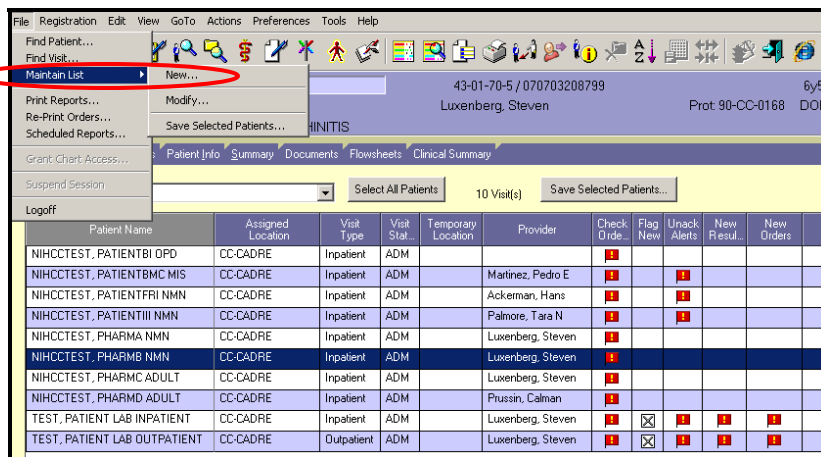 File Registration Edit View GoTo Actions Preferences Tools Help
Find Patient...
Find Visit...
Maintain List
New...
Modify...
Save Selected Patients...
Print Reports...
Re-Print Orders...
Scheduled Reports...
Grant Chart Access...
Suspend Session
Logoff
43-01-70-5 / 070703208799
Luxenberg, Steven
Prot: 90-CC-0168
HINITIS
Patient Info Summary Documents Flowsheets Clinical Summary
Select All Patients 10 Visit(s) Save Selected Patients...
Patient Name Assigned Location Visit Type Visit Stat... Temporary Location Provider Check Orde... Flag New Unack Alerts New Resul... New Orders
NIHCCTEST, PATIENTBI OPD CC-CADRE Inpatient ADM
NIHCCTEST, PATIENTBMC MIS CC-CADRE Inpatient ADM Martinez, Pedro E
NIHCCTEST, PATIENTFRI NMN CC-CADRE Inpatient ADM Ackerman, Hans
NIHCCTEST, PATIENTIII NMN CC-CADRE Inpatient ADM Palmore, Tara N
NIHCCTEST, PHARMA NMN CC-CADRE Inpatient ADM Luxenberg, Steven
NIHCCTEST, PHARMB NMN CC-CADRE Inpatient ADM Luxenberg, Steven
NIHCCTEST, PHARMC ADULT CC-CADRE Inpatient ADM Luxenberg, Steven
NIHCCTEST, PHARMD ADULT CC-CADRE Inpatient ADM Prussin, Calman
TEST, PATIENT LAB INPATIENT CC-CADRE Inpatient ADM Luxenberg, Steven
TEST, PATIENT LAB OUTPATIENT CC-CADRE Outpatient ADM Luxenberg, Steven